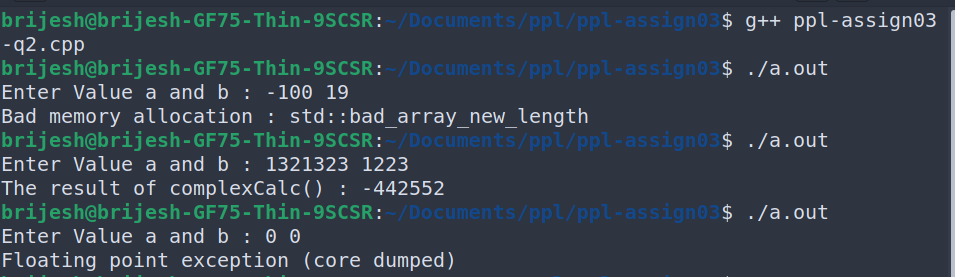 brijesh@brijesh-GF75-Thin-9SCSR:~/Documents/ppl/ppl-assign03$ g++ ppl-assign03
-q2.cpp
brijesh@brijesh-GF75-Thin-9SCSR:~/Documents/ppl/ppl-assign03$ ./a.out
Enter Value a and b : -100 19
Bad memory allocation : std::bad_array_new_length
brijesh@brijesh-GF75-Thin-9SCSR:~/Documents/ppl/ppl-assign03$ ./a.out
Enter Value a and b : 1321323 1223
The result of complexCalc() : -442552
brijesh@brijesh-GF75-Thin-9SCSR:~/Documents/ppl/ppl-assign03$ ./a.out
Enter Value a and b : 0 0
Floating point exception (core dumped)